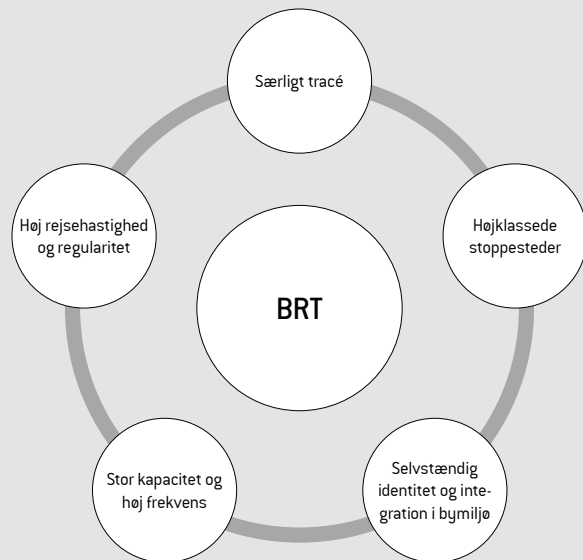 Særligt tracé
Højklassede
stoppesteder
Selvstændig
identitet og inte-
gration i bymiljø
Stor kapacitet og
høj frekvens
Høj rejsehastighed
og regularitet
BRT